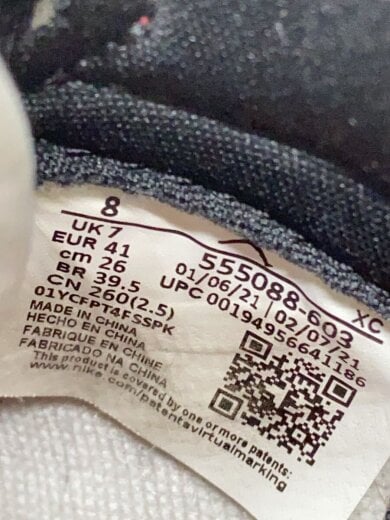 8
UK 7
EUR 41
cm 26
BR 39.5
CN 260(2.5)
01YCFPT4FSSPK
555088-603 XC
01/06/21 02/07/21
UPC 00194956641186
MADE IN CHINA
HECHO EN CHINA
FABRIQUE EN CHINE
FABRICADO NA CHINA
This product is covered by one or more patents:
www.nike.com/patentsvirtualmarking